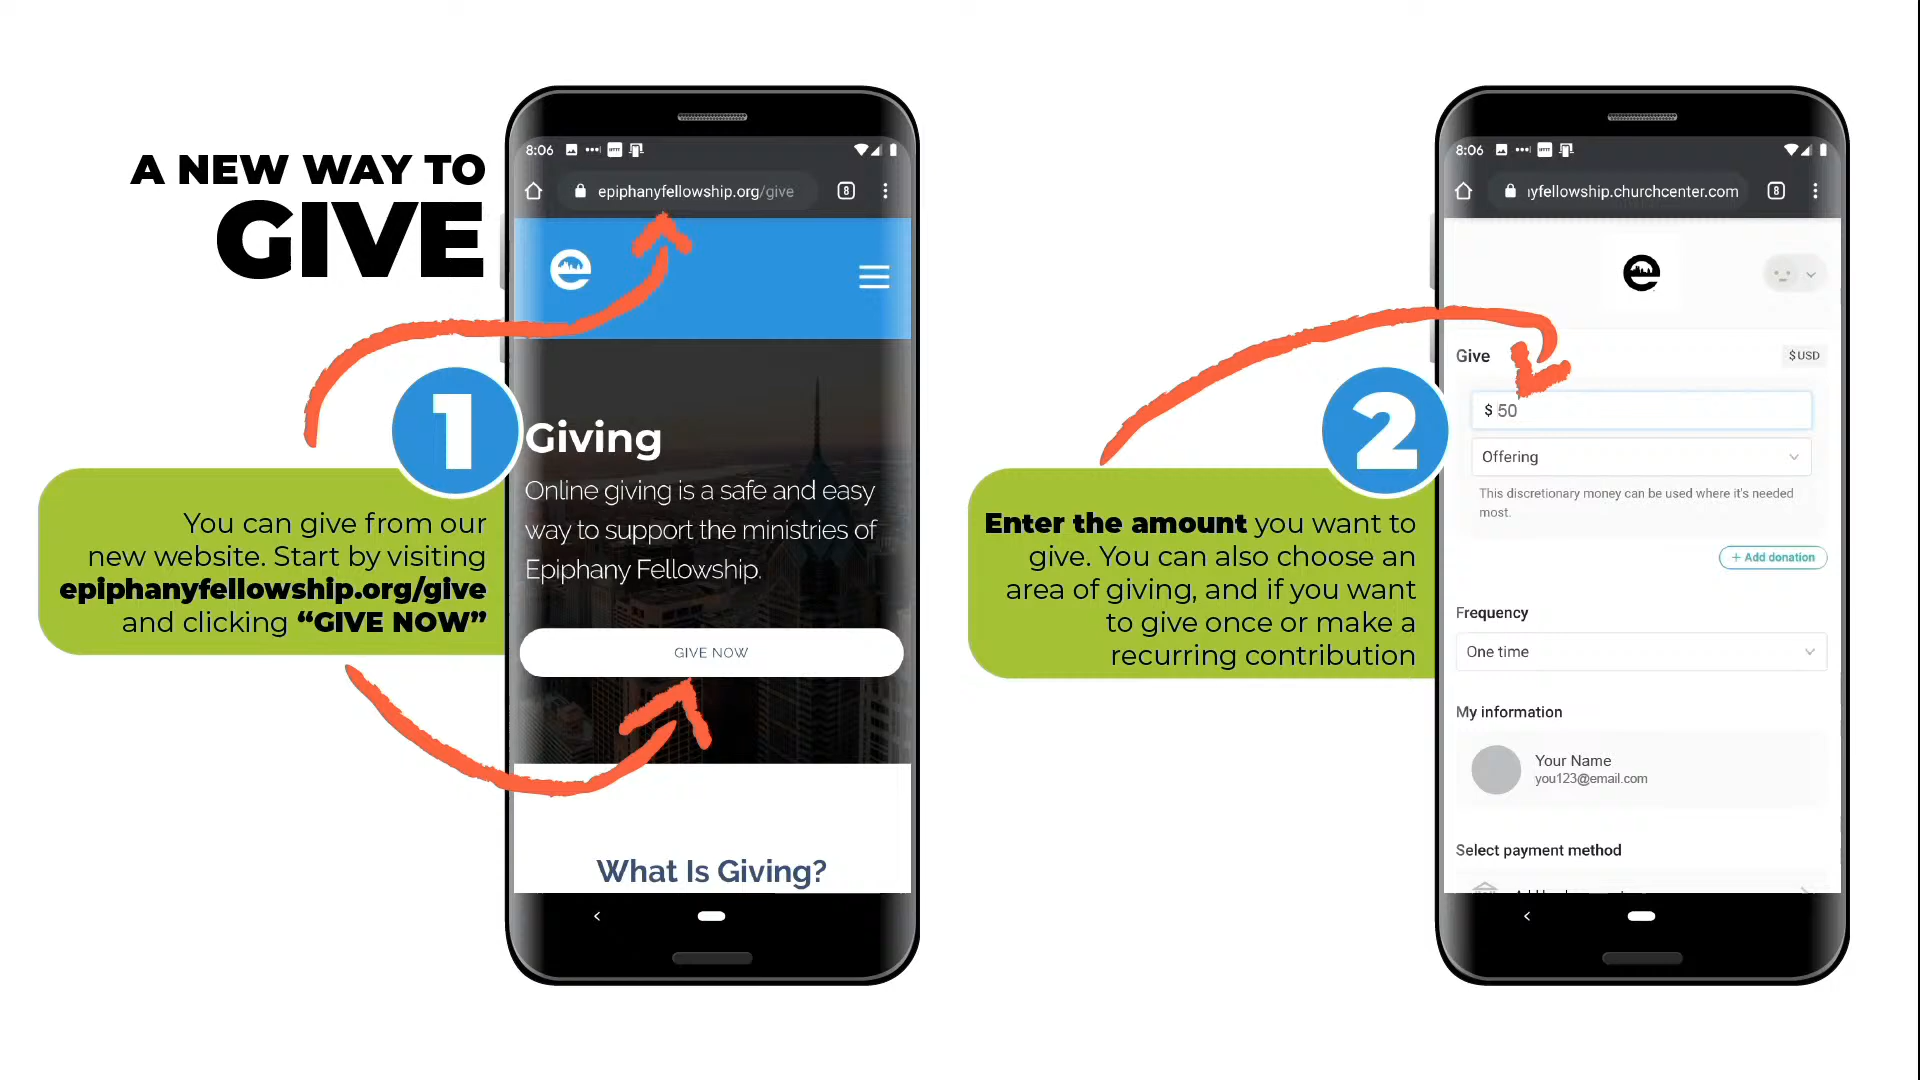 A NEW WAY TO
GIVE
1
You can give from our
new website. Start by visiting
epiphanyfellowship.org/give
and clicking “GIVE NOW”
8:06
epiphanyfellowship.org/give
8
e
Giving
Online giving is a safe and easy
way to support the ministries of
Epiphany Fellowship.
GIVE NOW
What Is Giving?
2
Enter the amount you want to
give. You can also choose an
area of giving, and if you want
to give once or make a
recurring contribution
8:06
yfellowship.churchcenter.com
8
e
Give
$ USD
$ 50
Offering
This discretionary money can be used where it's needed
most.
+ Add donation
Frequency
One time
My information
Your Name
you123@email.com
Select payment method